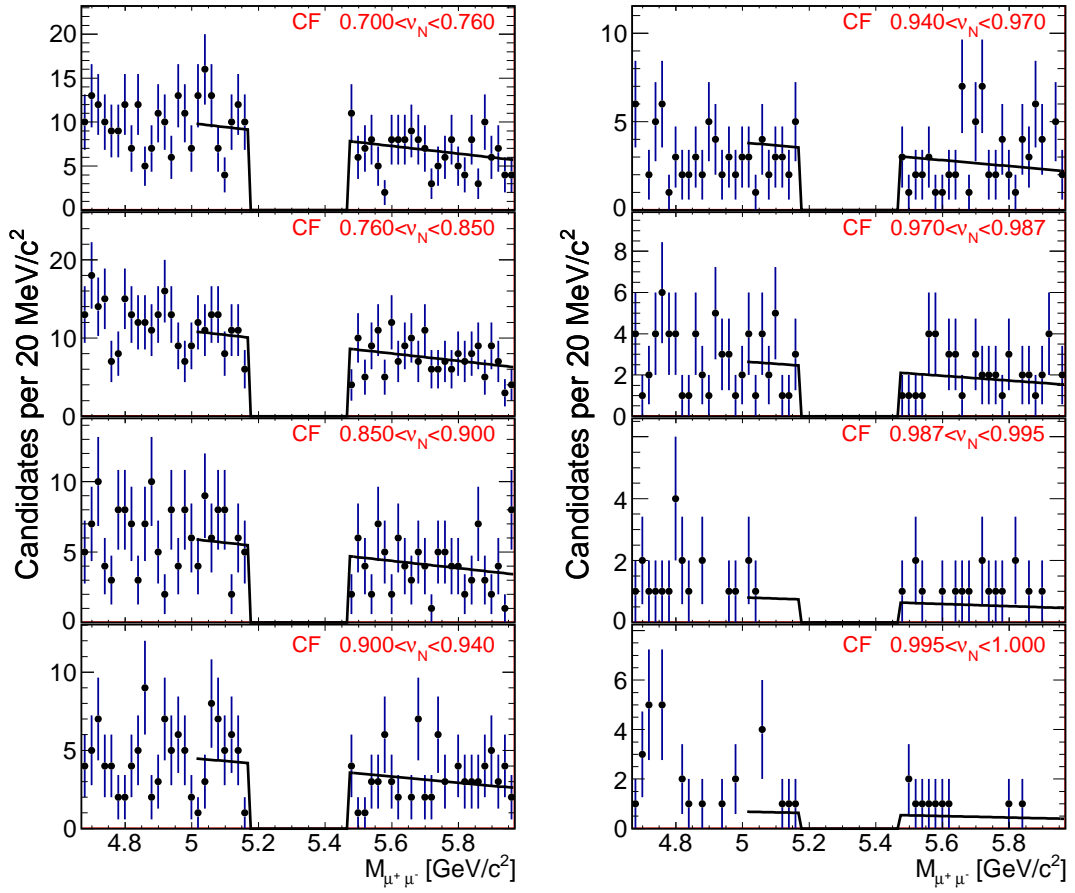 Candidates per 20 MeV/c²
CF 0.700<ν_N<0.760
20
15
10
5
0
CF 0.760<ν_N<0.850
20
10
0
CF 0.850<ν_N<0.900
10
5
0
CF 0.900<ν_N<0.940
10
5
0
4.8 5 5.2 5.4 5.6 5.8
M_μ⁺ μ⁻ [GeV/c²]
Candidates per 20 MeV/c²
CF 0.940<ν_N<0.970
10
5
0
CF 0.970<ν_N<0.987
8
6
4
2
0
CF 0.987<ν_N<0.995
6
4
2
0
CF 0.995<ν_N<1.000
6
4
2
0
4.8 5 5.2 5.4 5.6 5.8
M_μ⁺ μ⁻ [GeV/c²]